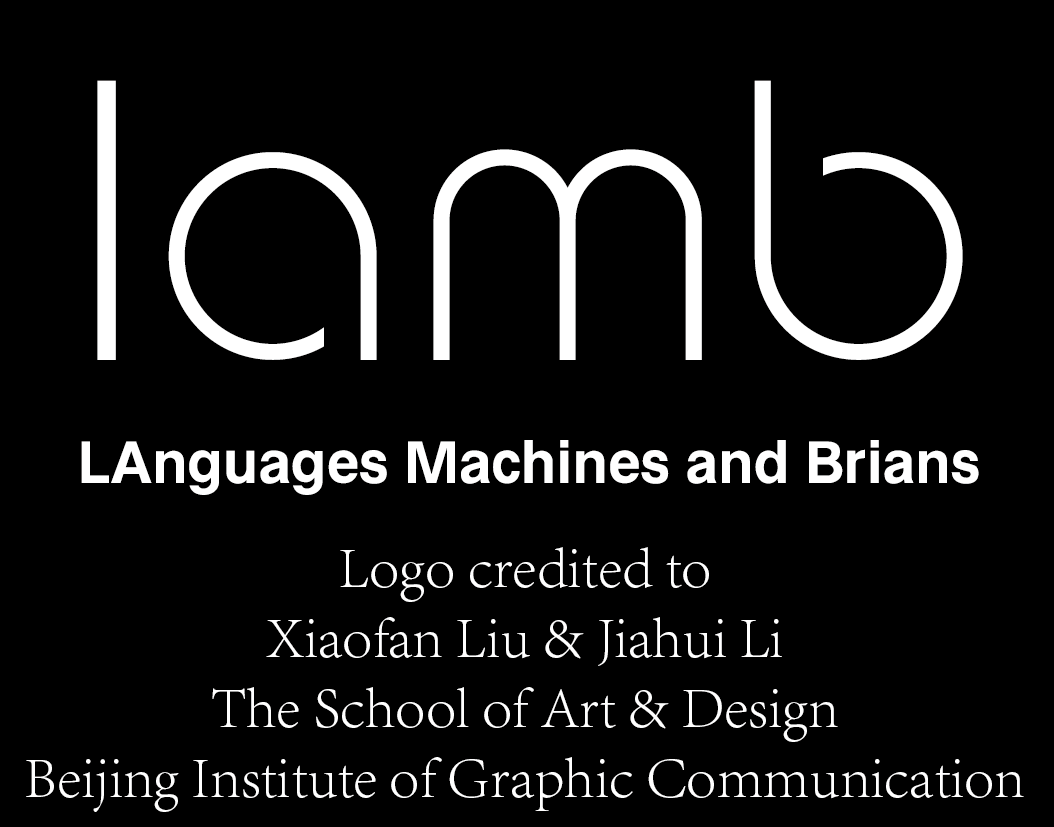 lamb
LAnguages Machines and Brians
Logo credited to
Xiaofan Liu & Jiahui Li
The School of Art & Design
Beijing Institute of Graphic Communication